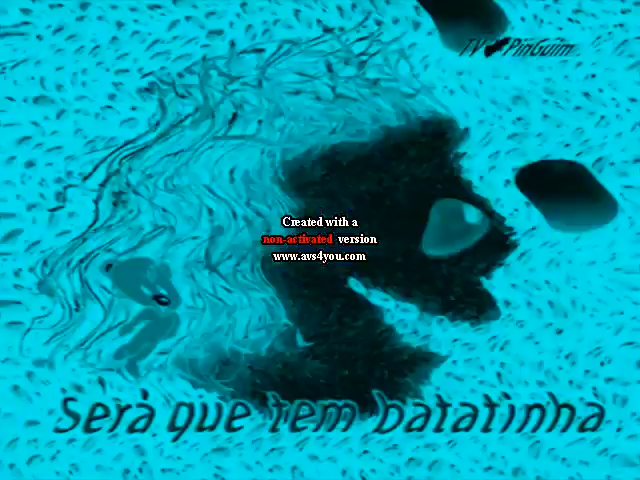 TV PinGuim
Created with a
non-activated version
www.avs4you.com
Será que tem batatinha